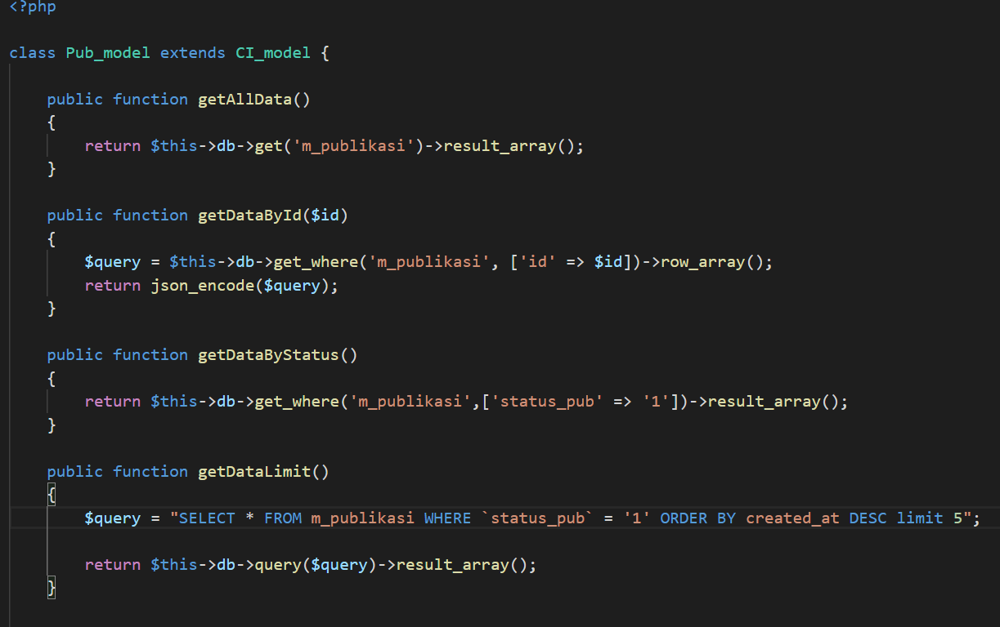 <?php
class Pub_model extends CI_model {
public function getAllData()
{
return $this->db->get('m_publikasi')->result_array();
}
public function getDataById($id)
{
$query = $this->db->get_where('m_publikasi', ['id' => $id])->row_array();
return json_encode($query);
}
public function getDataByStatus()
{
return $this->db->get_where('m_publikasi',['status_pub' => '1'])->result_array();
}
public function getDataLimit()
{
$query = "SELECT * FROM m_publikasi WHERE `status_pub` = '1' ORDER BY created_at DESC limit 5";
return $this->db->query($query)->result_array();
}